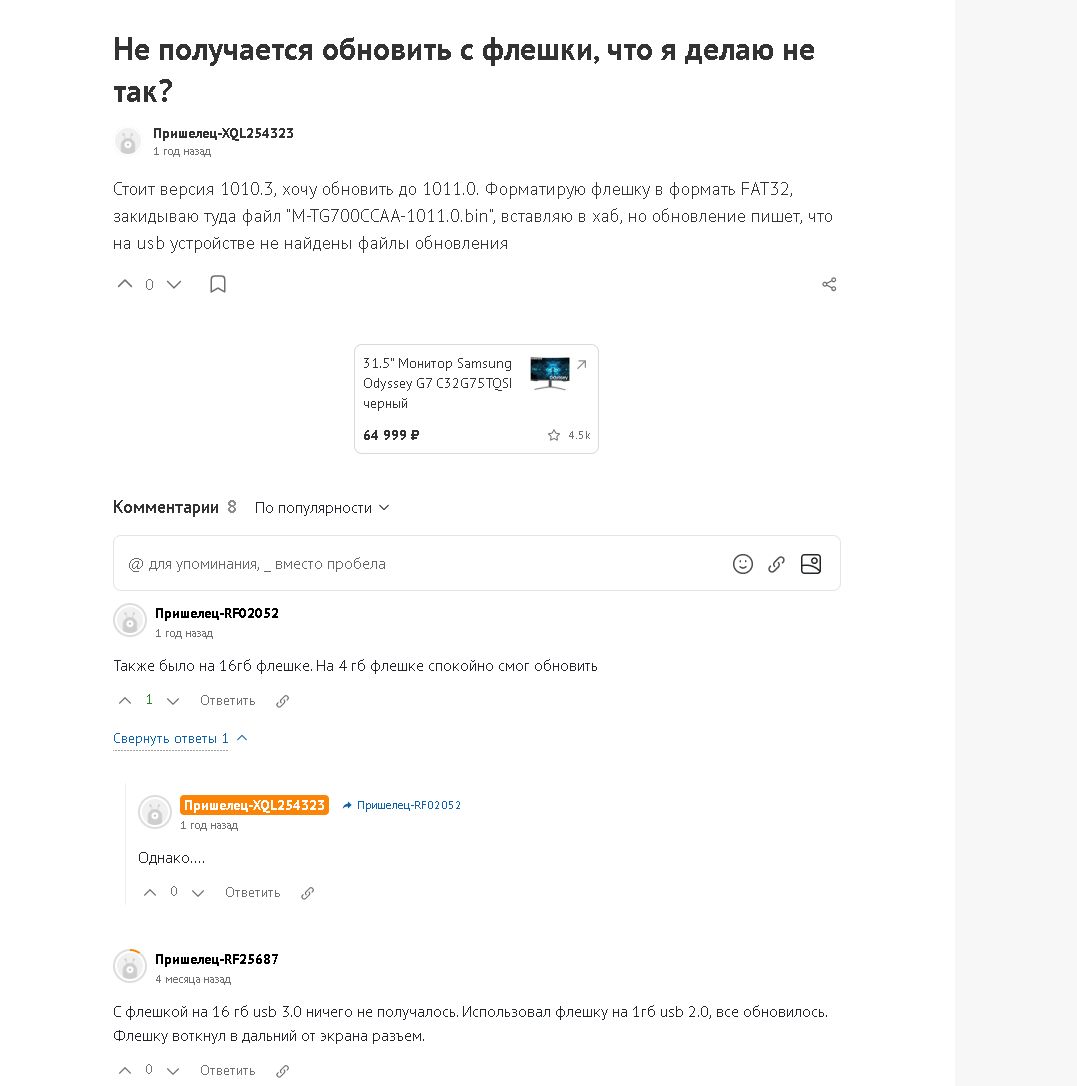 Не получается обновить с флешки, что я делаю не
так?
Пришелец-XQL254323
1 год назад
Стоит версия 1010.3, хочу обновить до 1011.0. Форматирую флешку в формать FAT32,
закидываю туда файл "M-TG700CCAA-1011.0.bin", вставляю в хаб, но обновление пишет, что
на usb устройстве не найдены файлы обновления
0
31.5" Монитор Samsung
Odyssey G7 C32G75TQSI
черный
64 999 ₽
4.5k
Комментарии 8 По популярности
@ для упоминания, _ вместо пробела
Пришелец-RF02052
1 год назад
Также было на 16гб флешке. На 4 гб флешке спокойно смог обновить
1 Ответить
Свернуть ответы 1
Пришелец-XQL254323 Пришелец-RF02052
1 год назад
Однако....
0 Ответить
Пришелец-RF25687
4 месяца назад
С флешкой на 16 гб usb 3.0 ничего не получалось. Использовал флешку на 1гб usb 2.0, все обновилось.
Флешку воткнул в дальний от экрана разъем.
0 Ответить